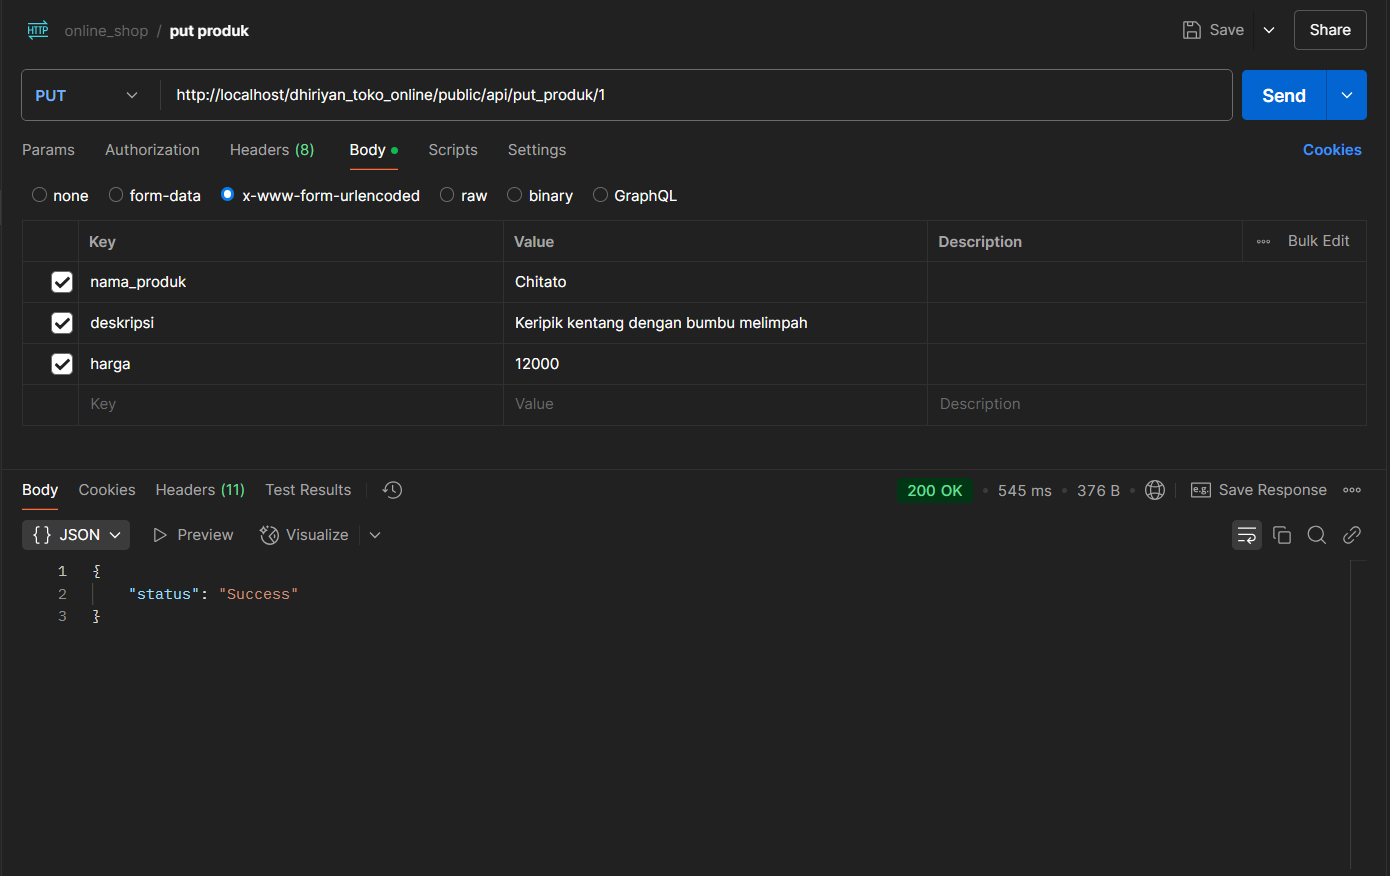 HTTP online_shop / put produk Save Share
PUT http://localhost/dhiriyan_toko_online/public/api/put_produk/1 Send
Params Authorization Headers (8) Body Scripts Settings Cookies
none form-data x-www-form-urlencoded raw binary GraphQL
Key Value Description Bulk Edit
nama_produk Chitato
deskripsi Keripik kentang dengan bumbu melimpah
harga 12000
Key Value Description
Body Cookies Headers (11) Test Results 200 OK 545 ms 376 B e.g. Save Response
{} JSON Preview Visualize
1 {
2 "status": "Success"
3 }